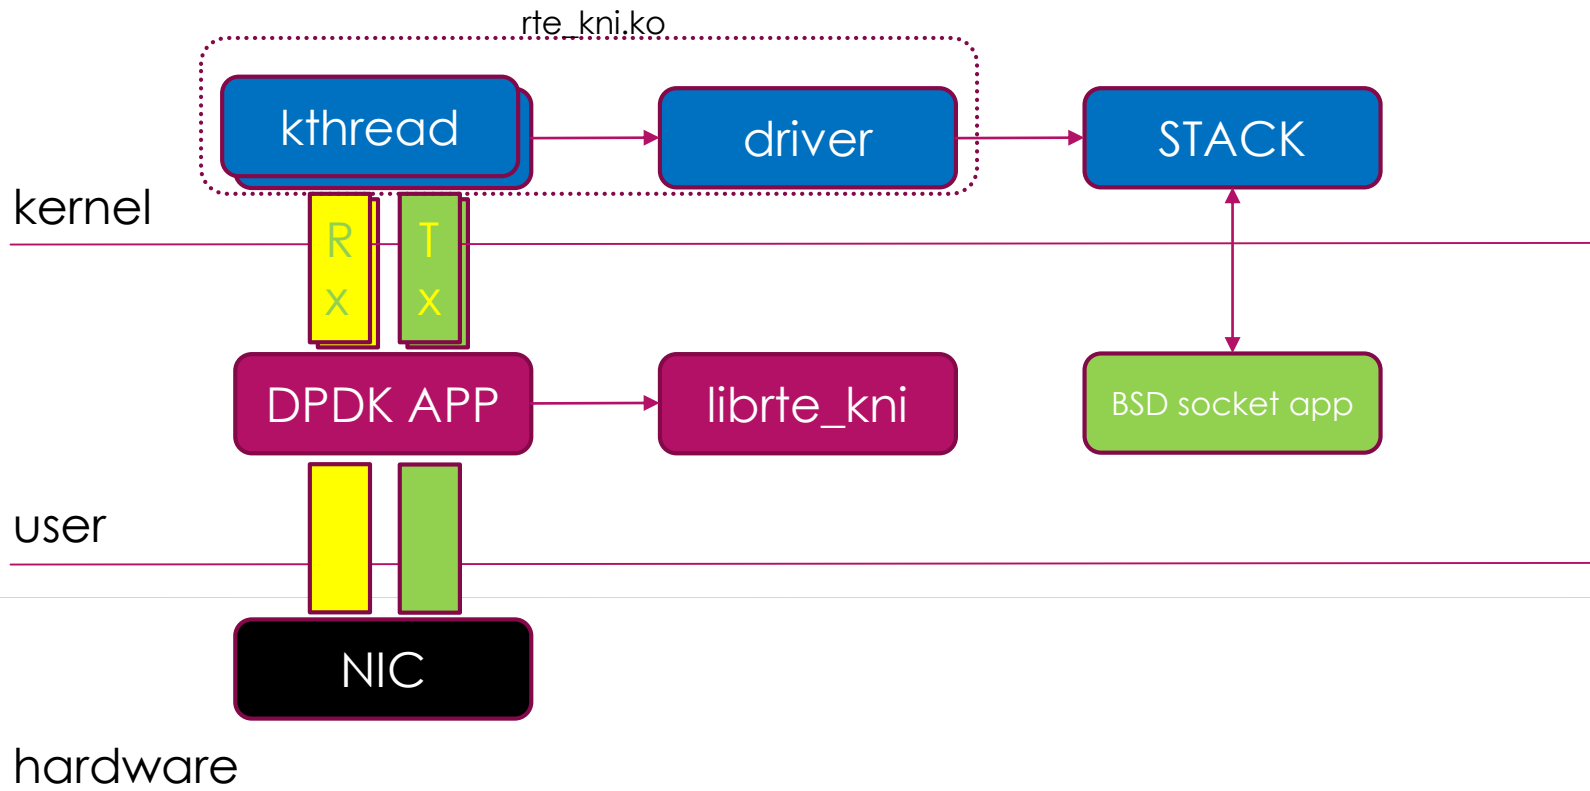 rte_kni.ko
kthread
driver
STACK
kernel
R
x
T
x
DPDK APP
librte_kni
BSD socket app
user
NIC
hardware